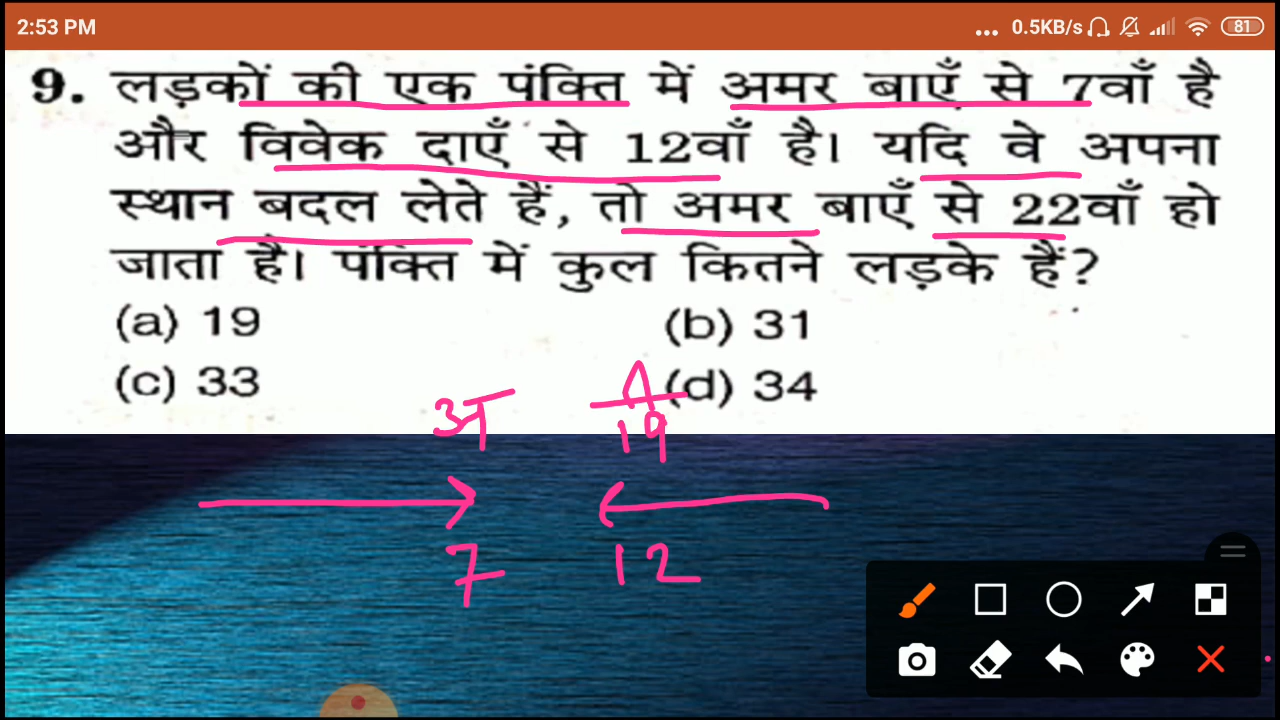 2:53 PM ... 0.5KB/s 81
9. लड़कों की एक पंक्ति में अमर बाएँ से 7वाँ है
और विवेक दाएँ से 12वाँ है। यदि वे अपना
स्थान बदल लेते हैं, तो अमर बाएँ से 22वाँ हो
जाता है। पंक्ति में कुल कितने लड़के हैं?
(a) 19 (b) 31
(c) 33 (d) 34
7 12